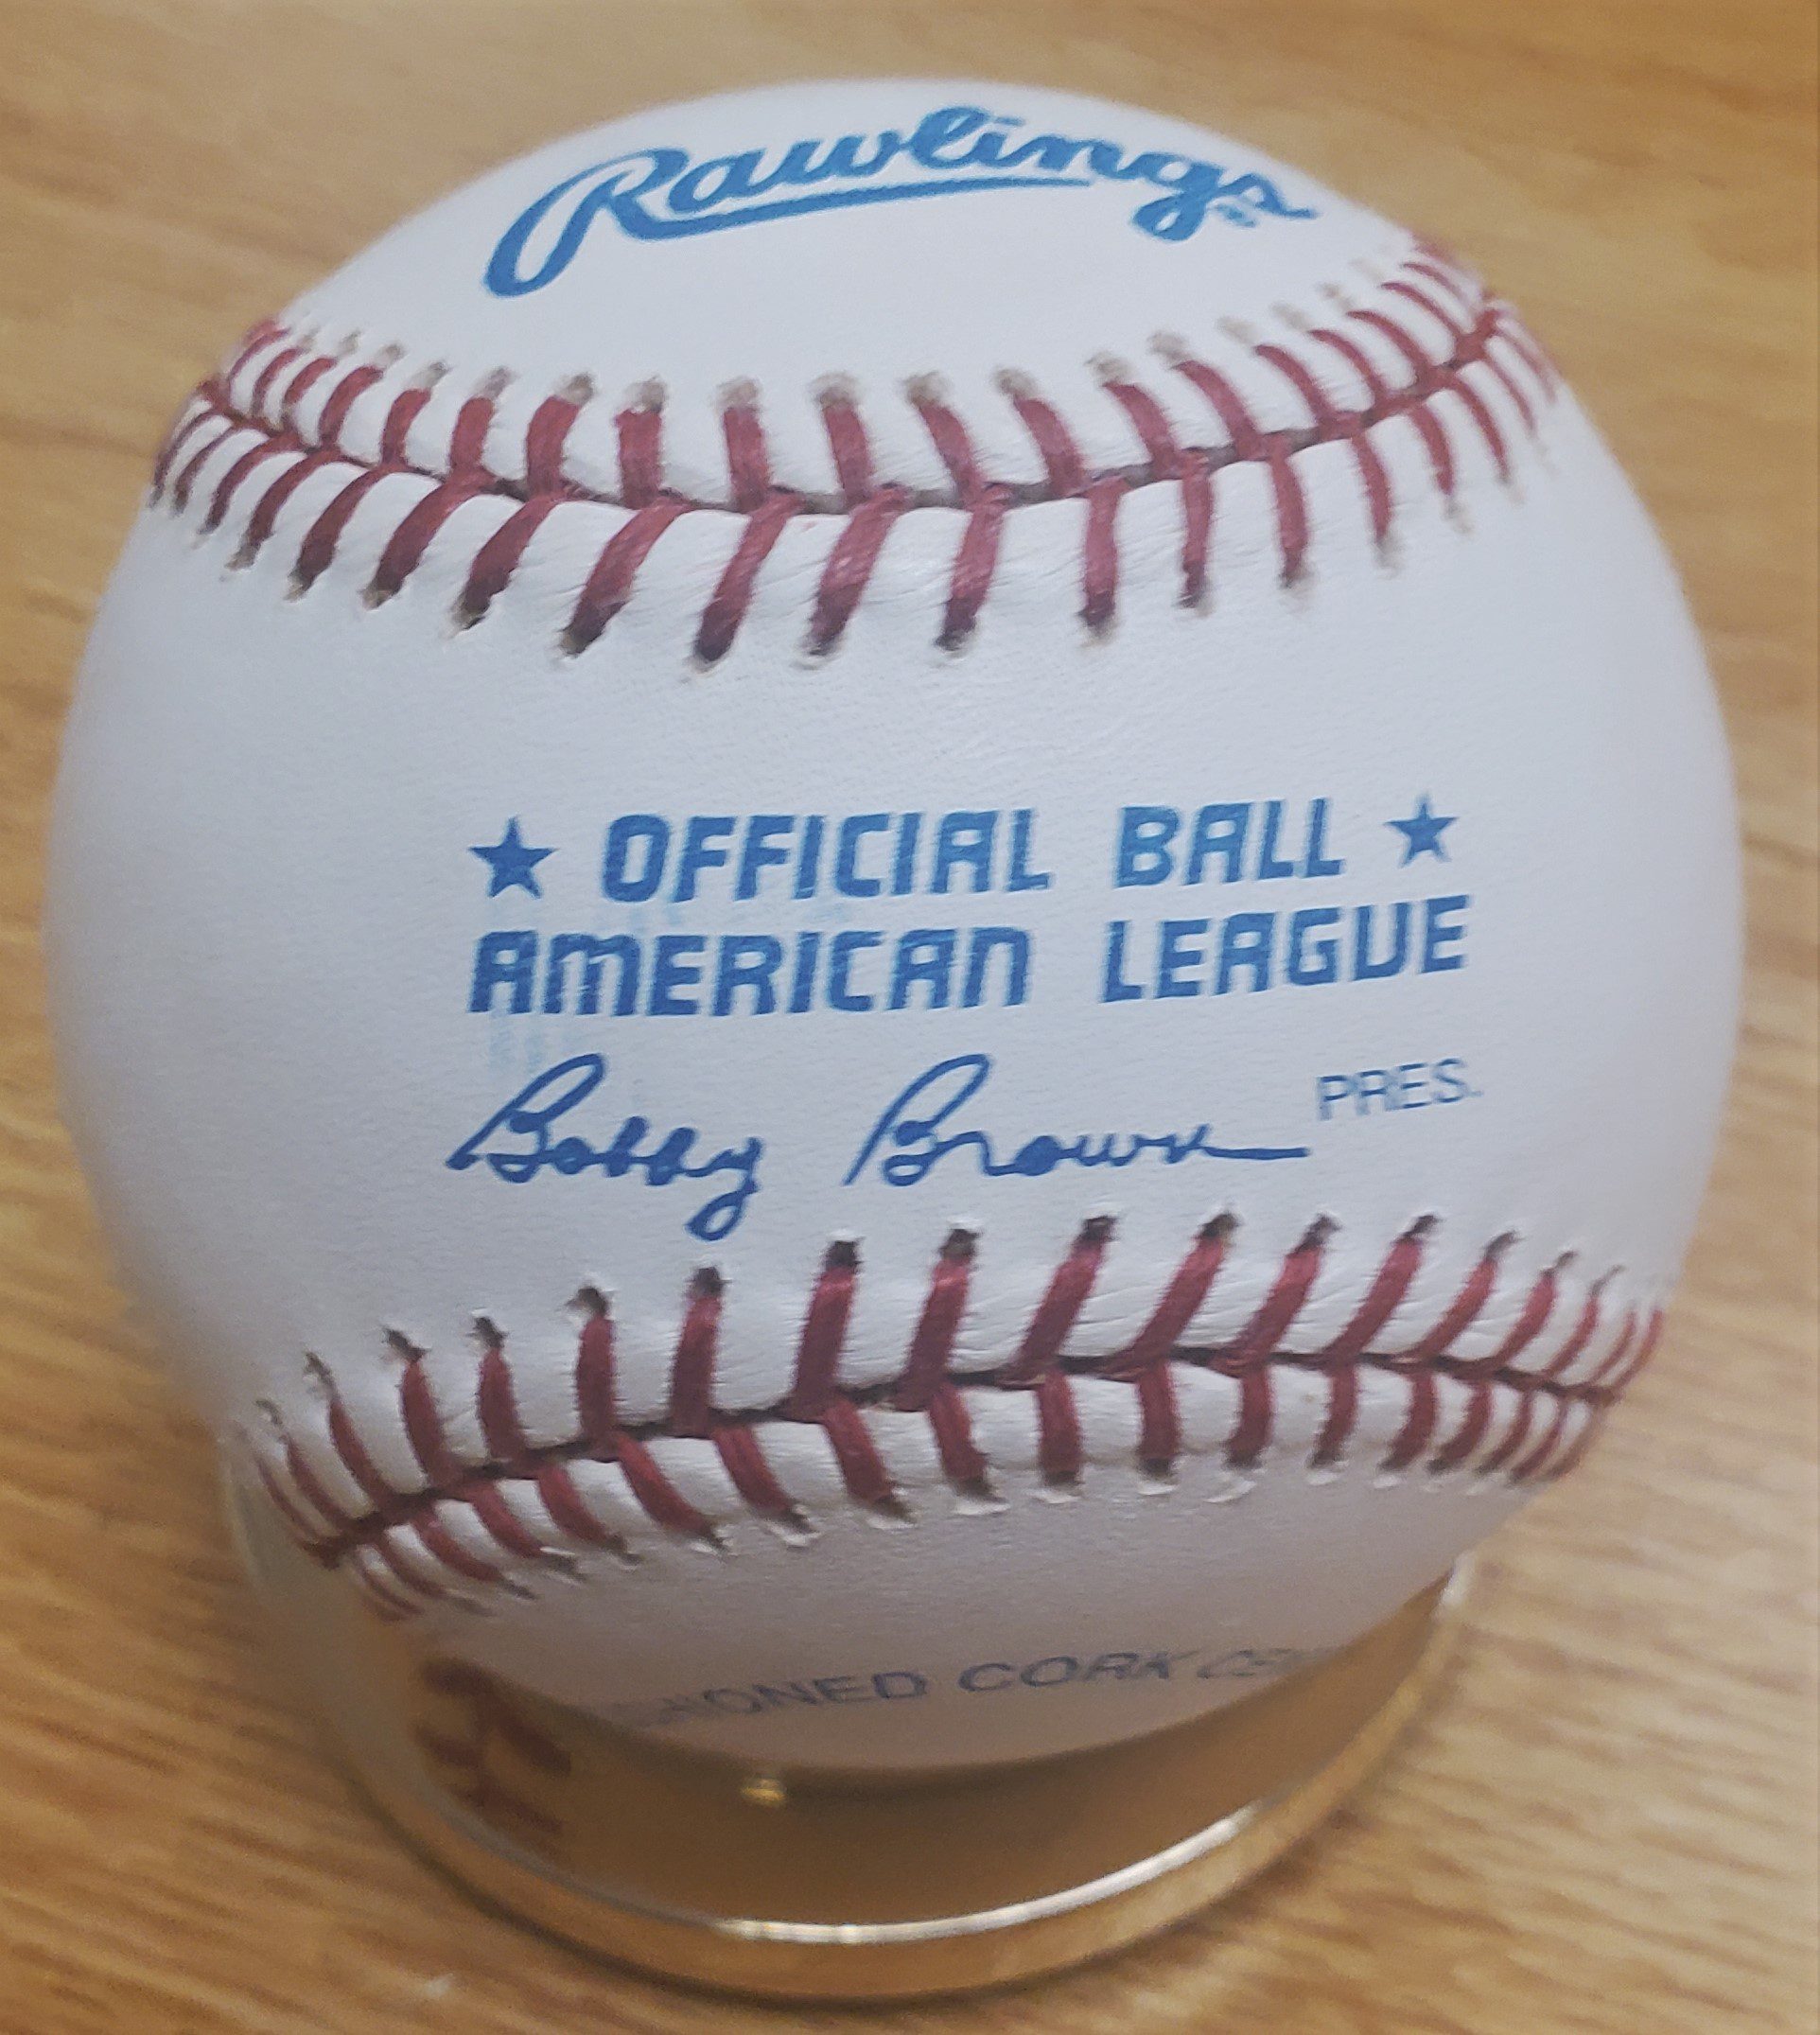 Rawlings
★ OFFICIAL BALL ★
AMERICAN LEAGUE
Bobby Brown PRES.
CORK